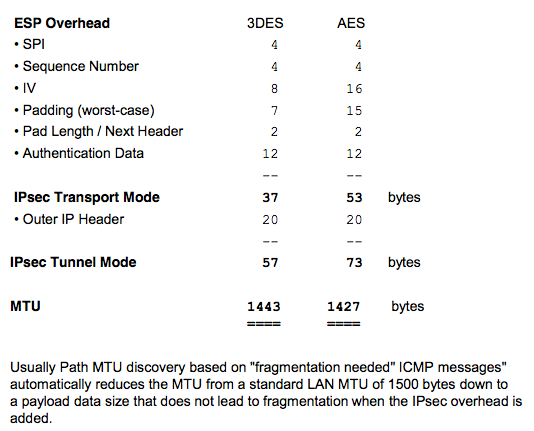 ESP Overhead 3DES AES
• SPI 4 4
• Sequence Number 4 4
• IV 8 16
• Padding (worst-case) 7 15
• Pad Length / Next Header 2 2
• Authentication Data 12 12
-- --
IPsec Transport Mode 37 53 bytes
• Outer IP Header 20 20
-- --
IPsec Tunnel Mode 57 73 bytes
MTU 1443 1427 bytes
==== ====
Usually Path MTU discovery based on "fragmentation needed" ICMP messages"
automatically reduces the MTU from a standard LAN MTU of 1500 bytes down to
a payload data size that does not lead to fragmentation when the IPsec overhead is
added.